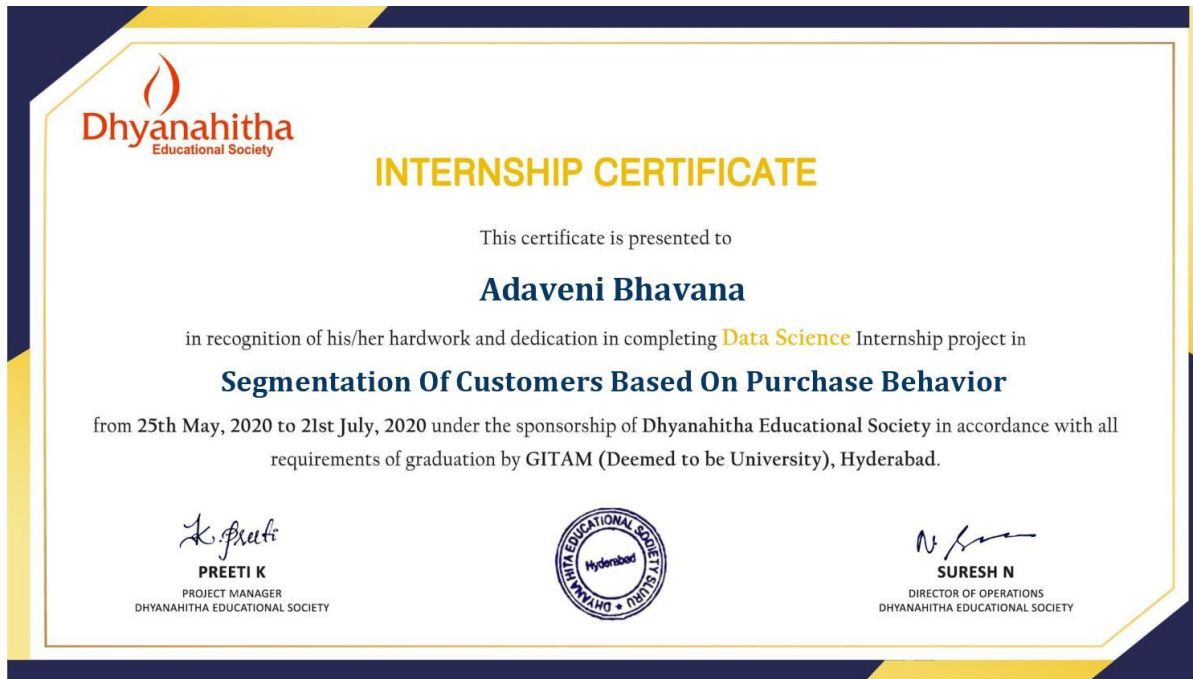 Dhyanahitha
Educational Society
INTERNSHIP CERTIFICATE
This certificate is presented to
Adaveni Bhavana
in recognition of his/her hardwork and dedication in completing Data Science Internship project in
Segmentation Of Customers Based On Purchase Behavior
from 25th May, 2020 to 21st July, 2020 under the sponsorship of Dhyanahitha Educational Society in accordance with all
requirements of graduation by GITAM (Deemed to be University), Hyderabad.
K. Preeti
PREETI K
PROJECT MANAGER
DHYANAHITHA EDUCATIONAL SOCIETY
DHYANAHITA EDUCATIONAL SOCIETY
Hyderabad
SURESH N
DIRECTOR OF OPERATIONS
DHYANAHITHA EDUCATIONAL SOCIETY